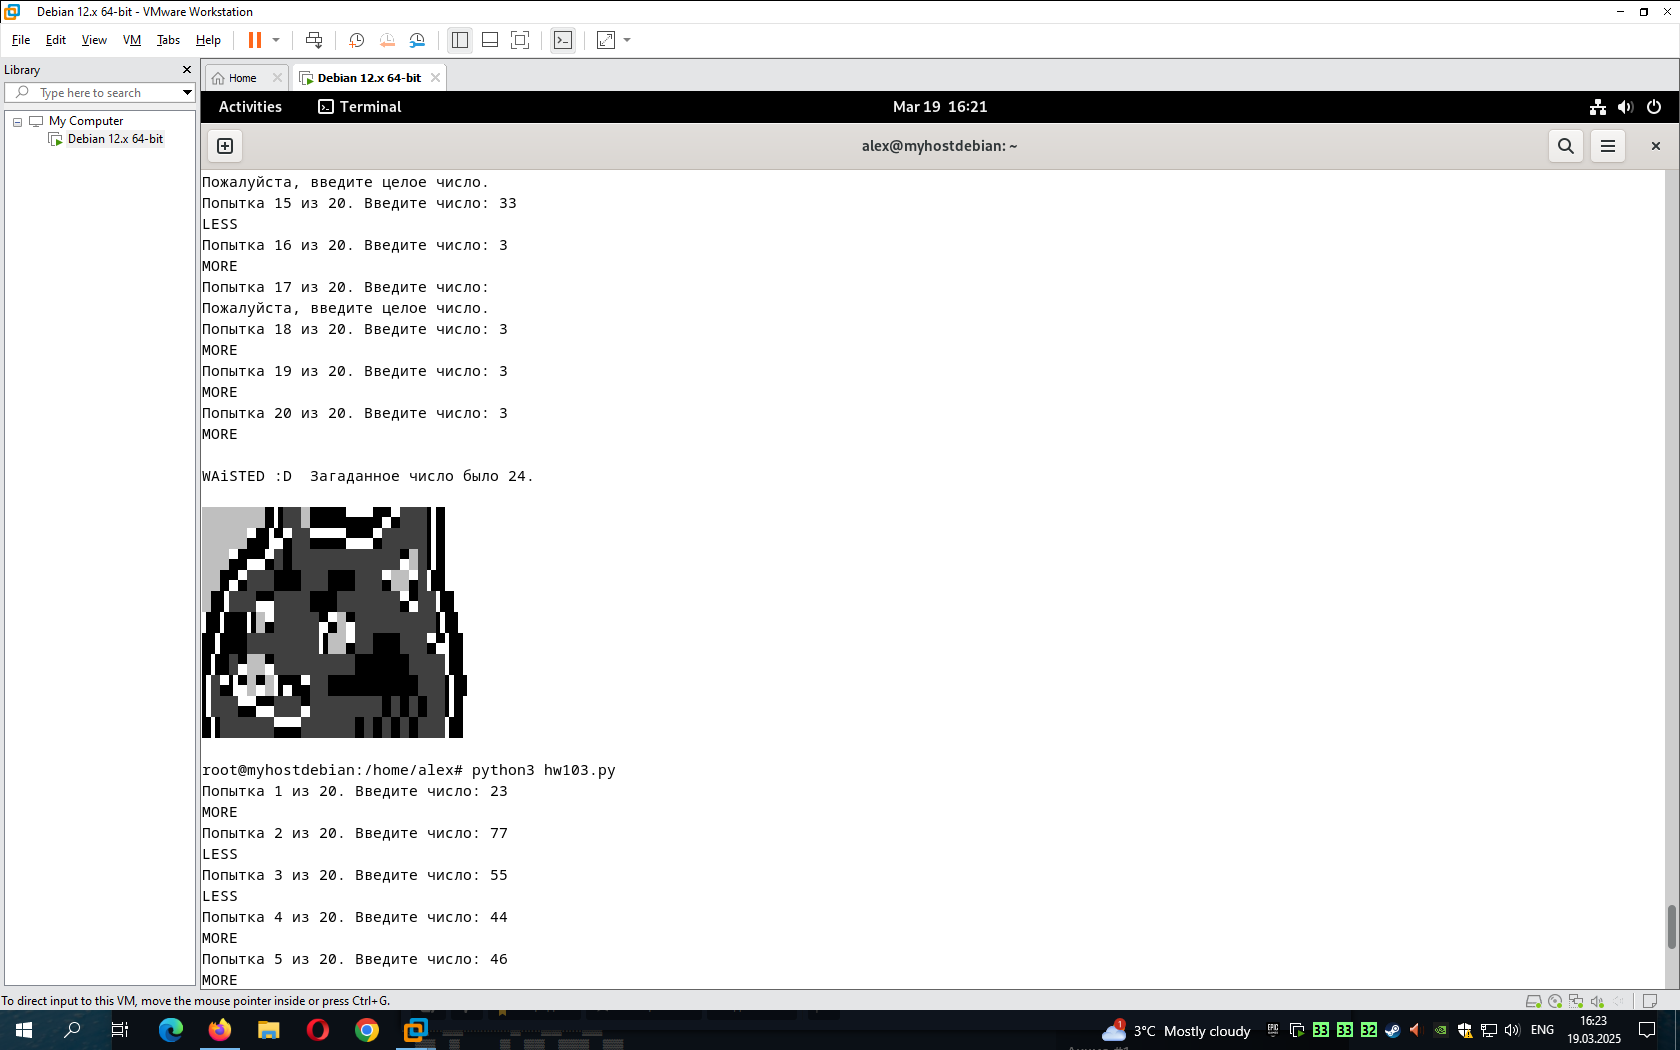 Debian 12.x 64-bit - VMware Workstation
File Edit View VM Tabs Help
Library
Type here to search
My Computer
Debian 12.x 64-bit
Home
Debian 12.x 64-bit
Activities
Terminal
Mar 19 16:21
alex@myhostdebian: ~
Пожалуйста, введите целое число.
Попытка 15 из 20. Введите число: 33
LESS
Попытка 16 из 20. Введите число: 3
MORE
Попытка 17 из 20. Введите число:
Пожалуйста, введите целое число.
Попытка 18 из 20. Введите число: 3
MORE
Попытка 19 из 20. Введите число: 3
MORE
Попытка 20 из 20. Введите число: 3
MORE
WAiSTED :D  Загаданное число было 24.
root@myhostdebian:/home/alex# python3 hw103.py
Попытка 1 из 20. Введите число: 23
MORE
Попытка 2 из 20. Введите число: 77
LESS
Попытка 3 из 20. Введите число: 55
LESS
Попытка 4 из 20. Введите число: 44
MORE
Попытка 5 из 20. Введите число: 46
MORE
To direct input to this VM, move the mouse pointer inside or press Ctrl+G.
1
3°C Mostly cloudy
EPIC
33 33 32
ENG
16:23
19.03.2025